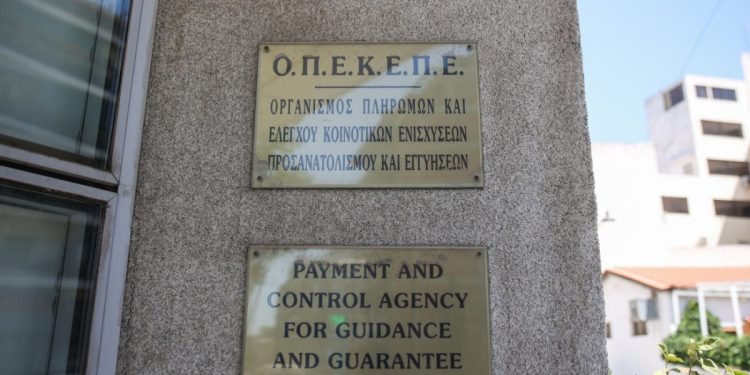 Ο.Π.Ε.Κ.Ε.Π.Ε.
ΟΡΓΑΝΙΣΜΟΣ ΠΛΗΡΩΜΩΝ ΚΑΙ
ΕΛΕΓΧΟΥ ΚΟΙΝΟΤΙΚΩΝ ΕΝΙΣΧΥΣΕΩΝ
ΠΡΟΣΑΝΑΤΟΛΙΣΜΟΥ ΚΑΙ ΕΓΓΥΗΣΕΩΝ
PAYMENT AND
CONTROL AGENCY
FOR GUIDANCE
AND GUARANTEE